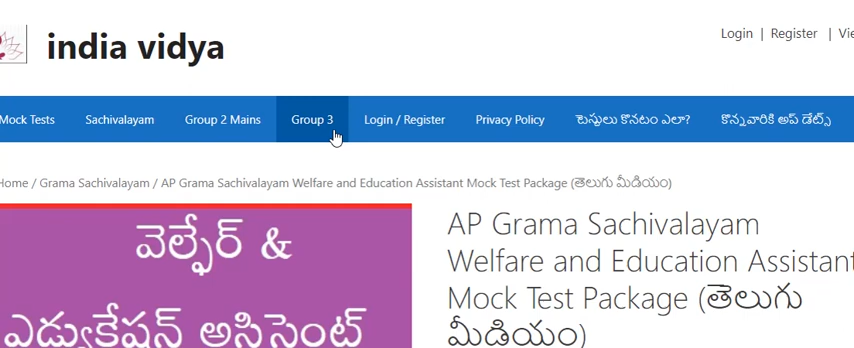 india vidya
Login | Register |
Mock Tests Sachivalayam Group 2 Mains Group 3 Login / Register Privacy Policy టెస్టులు కొనటం ఎలా? కొన్నవారికి అప్ డేట్స్
Home / Grama Sachivalayam / AP Grama Sachivalayam Welfare and Education Assistant Mock Test Package (తెలుగు మీడియం)
వెల్ఫేర్ &
ఎడ్యుకేషన్ అసిసెంట్
AP Grama Sachivalayam
Welfare and Education Assistant
Mock Test Package (తెలుగు
మీడియం)